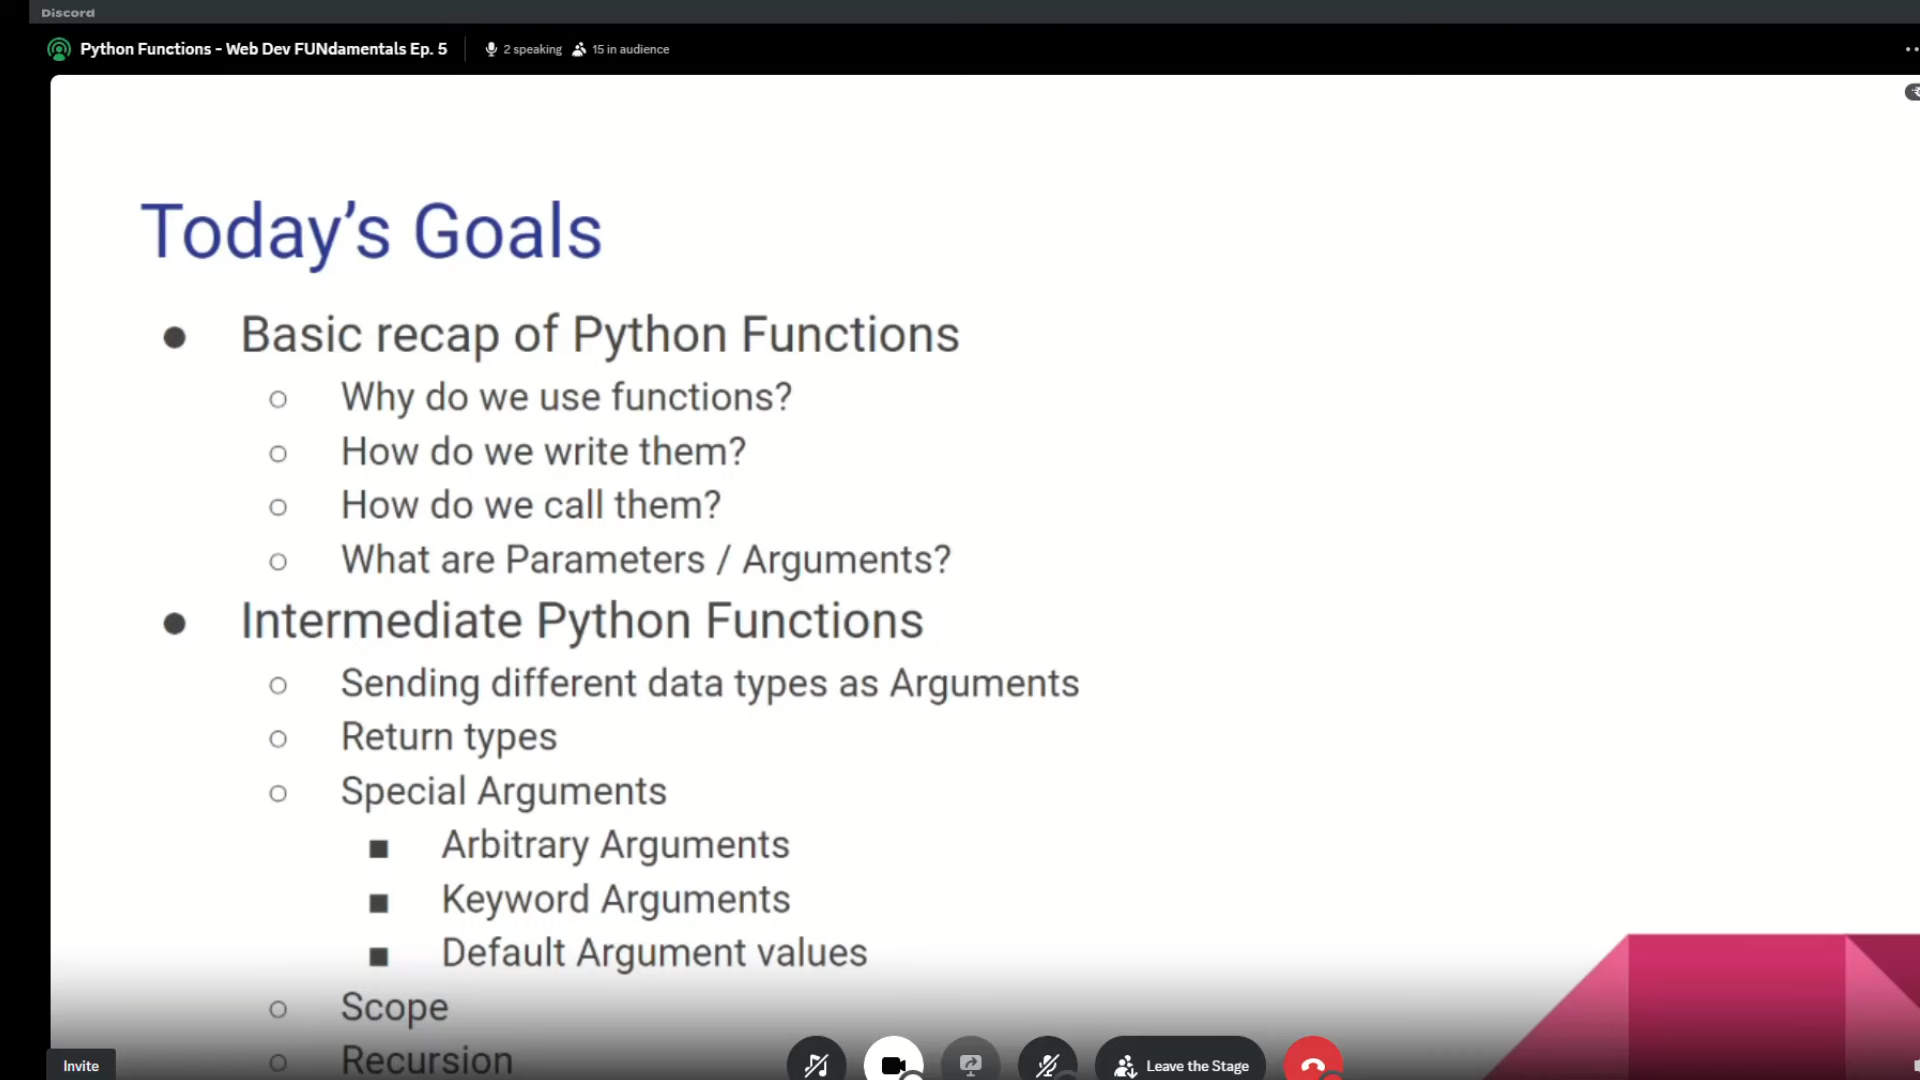 Discord
Python Functions - Web Dev FUNdamentals Ep. 5 2 speaking 15 in audience
Today's Goals
● Basic recap of Python Functions
○ Why do we use functions?
○ How do we write them?
○ How do we call them?
○ What are Parameters / Arguments?
● Intermediate Python Functions
○ Sending different data types as Arguments
○ Return types
○ Special Arguments
■ Arbitrary Arguments
■ Keyword Arguments
■ Default Argument values
○ Scope
○ Recursion
Invite Leave the Stage